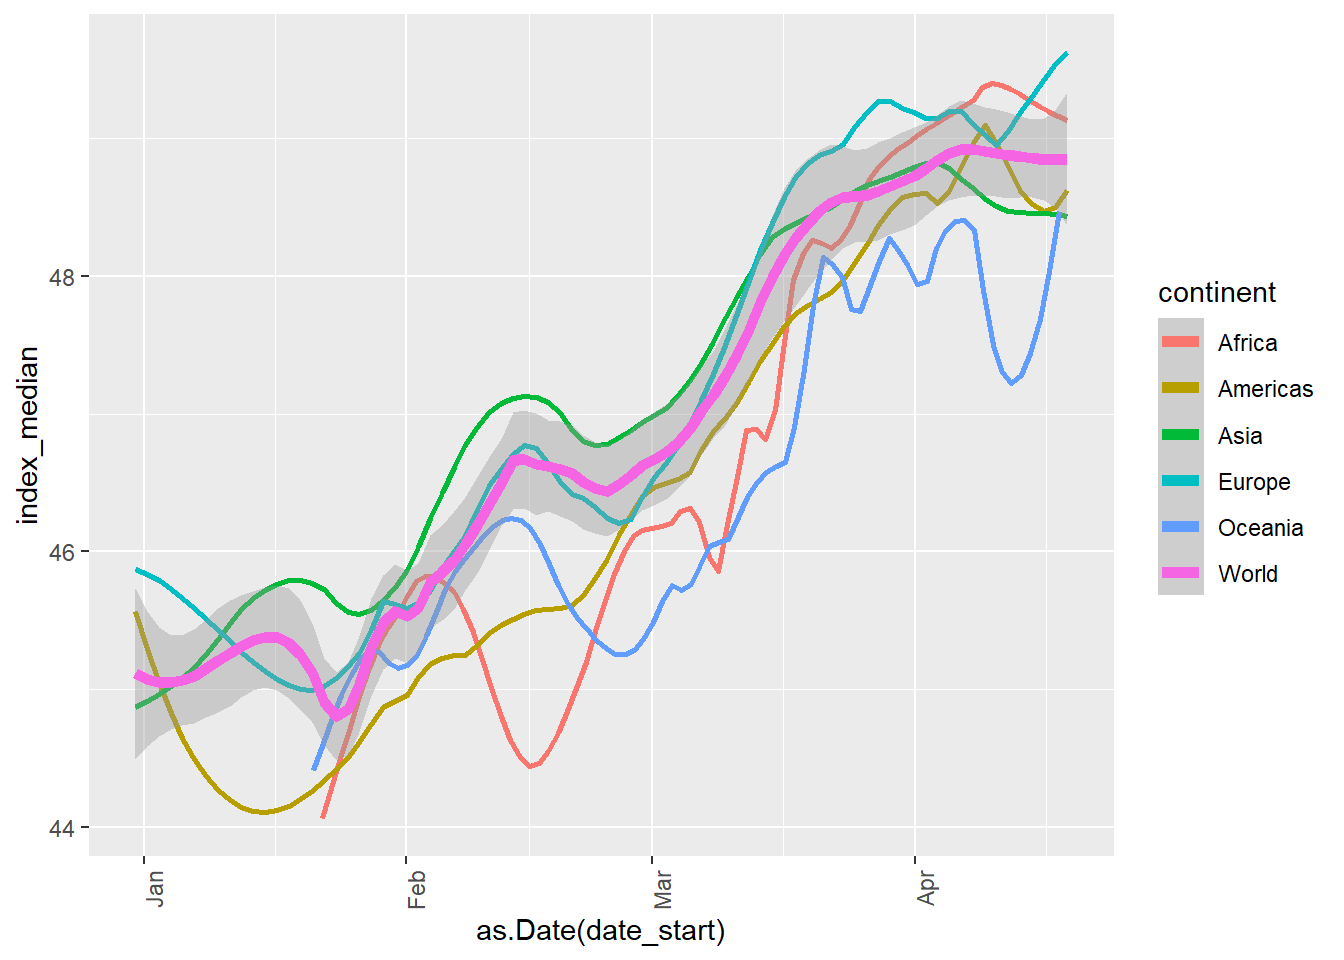 index_median
48
46
44
Jan
Feb
Mar
Apr
as.Date(date_start)
continent
Africa
Americas
Asia
Europe
Oceania
World